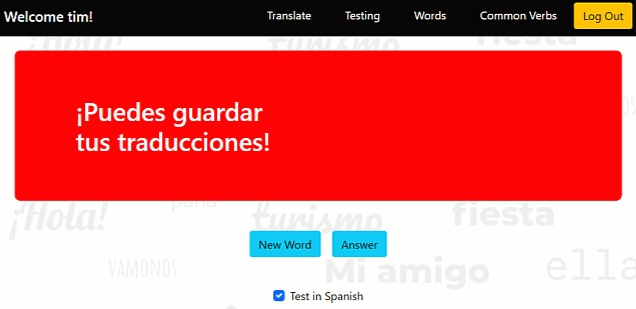 Welcome tim! Translate Testing Words Common Verbs Log Out
¡Hola! turismo fiesta
¡Puedes guardar
tus traducciones!
¡Hola! para turismo fiesta
New Word Answer
vamonos Mi amigo ella
Test in Spanish